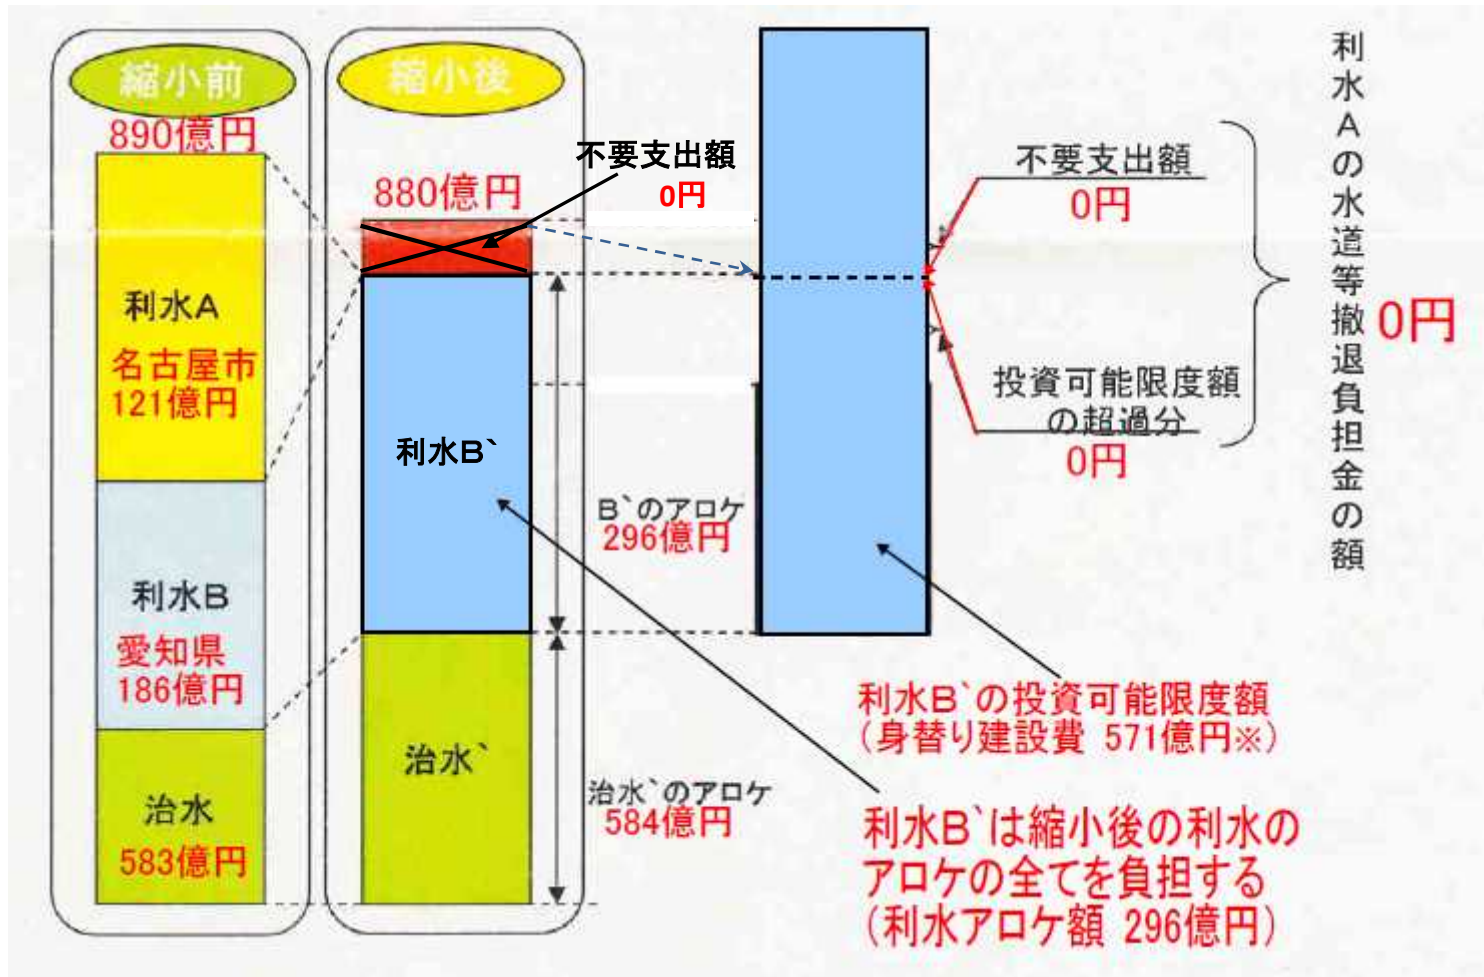 縮小前
890億円
利水A
名古屋市
121億円
利水B
愛知県
186億円
治水
583億円
縮小後
880億円
不要支出額
0円
利水B`
治水`
B`のアロケ
296億円
治水`のアロケ
584億円
不要支出額
0円
投資可能限度額
の超過分
0円
利水Aの水道等撤退負担金の額
0円
利水B`の投資可能限度額
(身替り建設費 571億円※)
利水B`は縮小後の利水の
アロケの全てを負担する
(利水アロケ額 296億円)